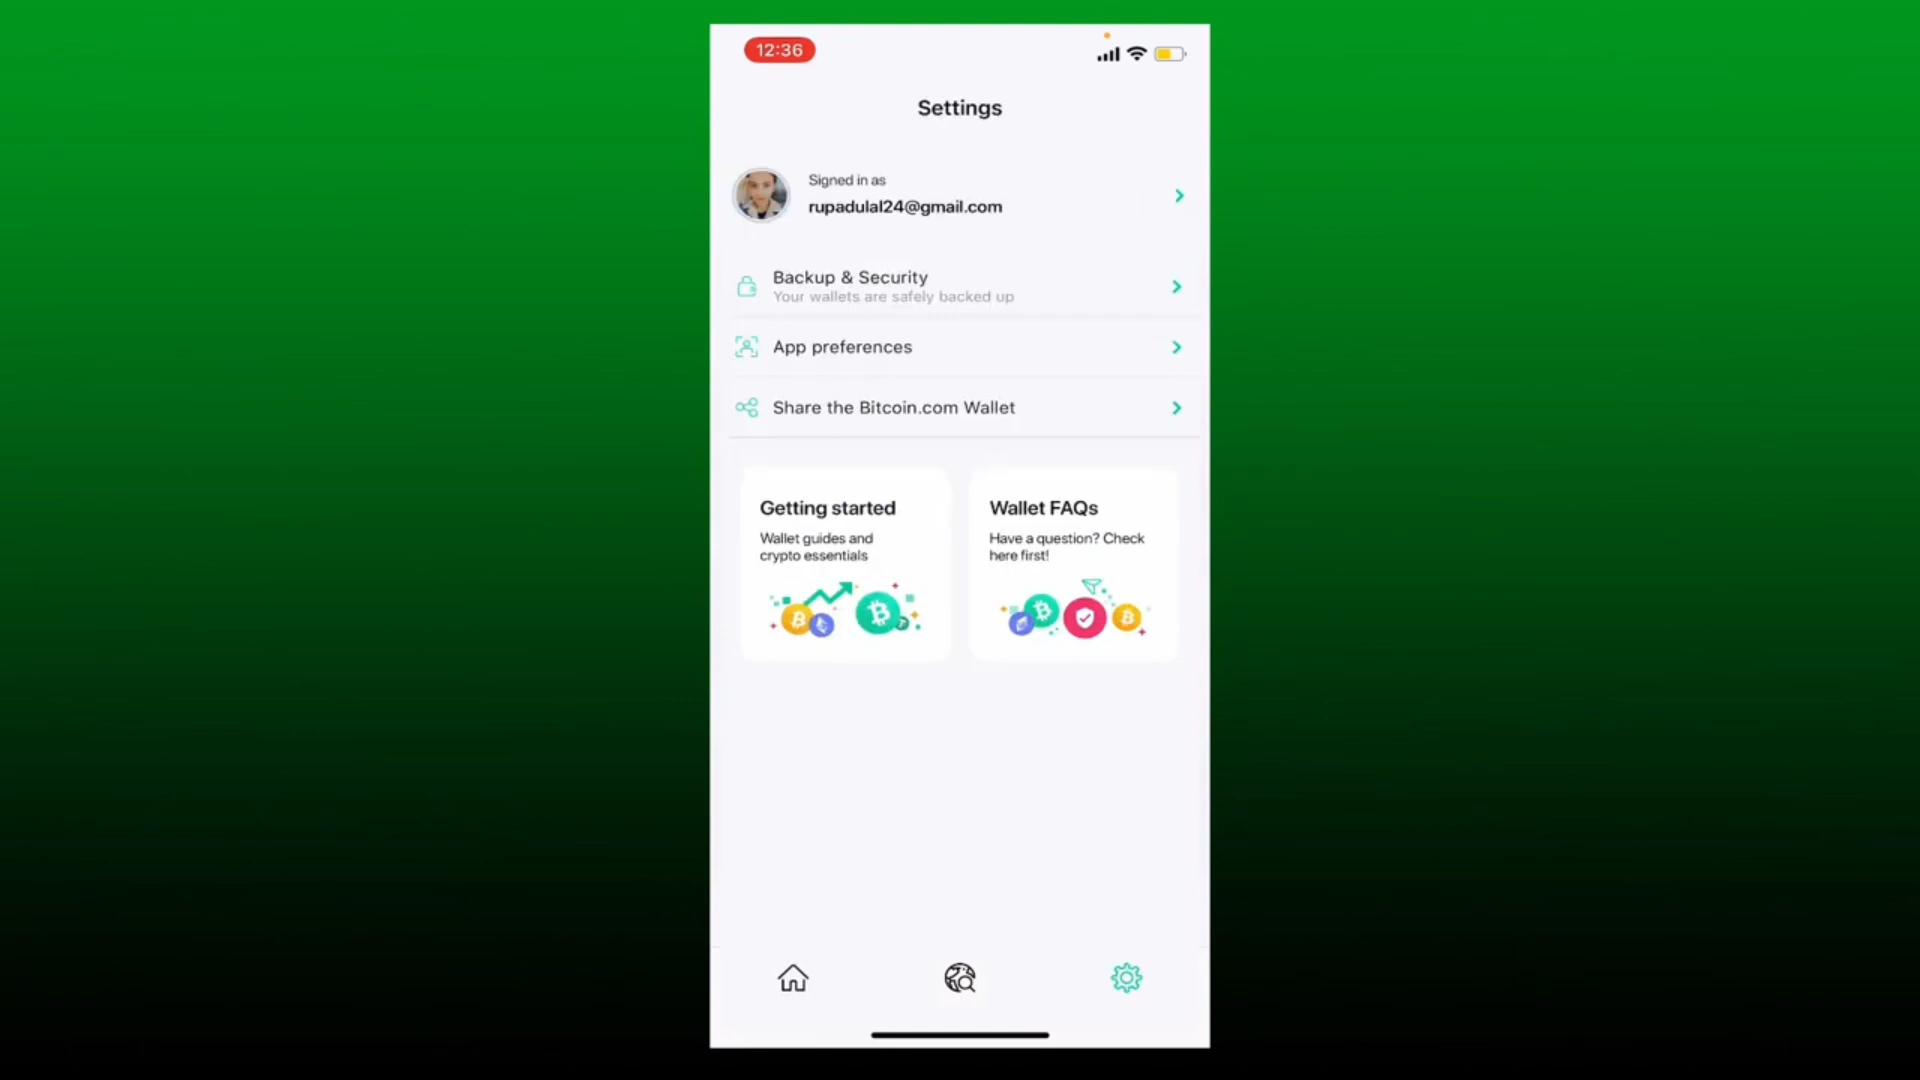 12:36
Settings
Signed in as
rupadulal24@gmail.com
Backup & Security
Your wallets are safely backed up
App preferences
Share the Bitcoin.com Wallet
Getting started
Wallet guides and
crypto essentials
Wallet FAQs
Have a question? Check
here first!